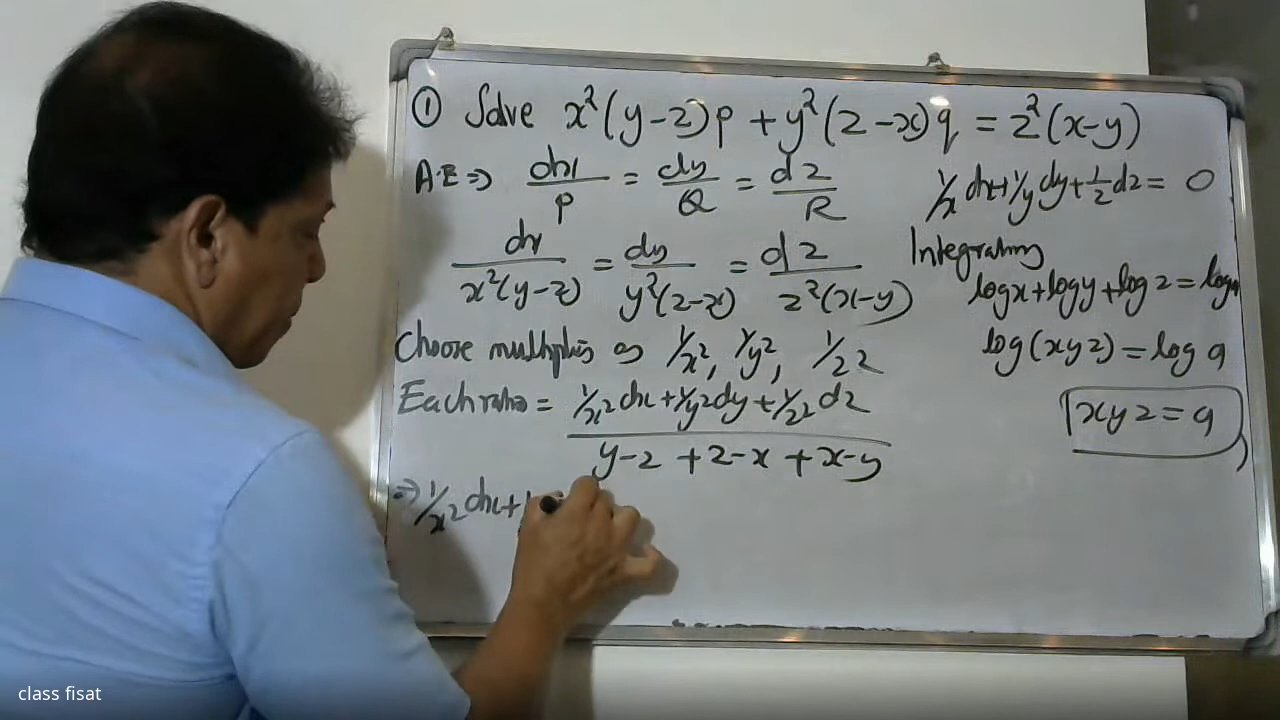 ① Solve x²(y-z)p + y²(z-x)q = z²(x-y)
A.E ⇒ dx/P = dy/Q = dz/R
dx/x²(y-z) = dy/y²(z-x) = dz/z²(x-y)
Choose multipliers as 1/x², 1/y², 1/z²
Each ratio = 1/x² dx + 1/y² dy + 1/z² dz / y-z + z-x + x-y
⇒ 1/x² dx +
1/x dx + 1/y dy + 1/z dz = 0
Integrating
log x + log y + log z = log a
log (xyz) = log a
xyz = a
class fisat